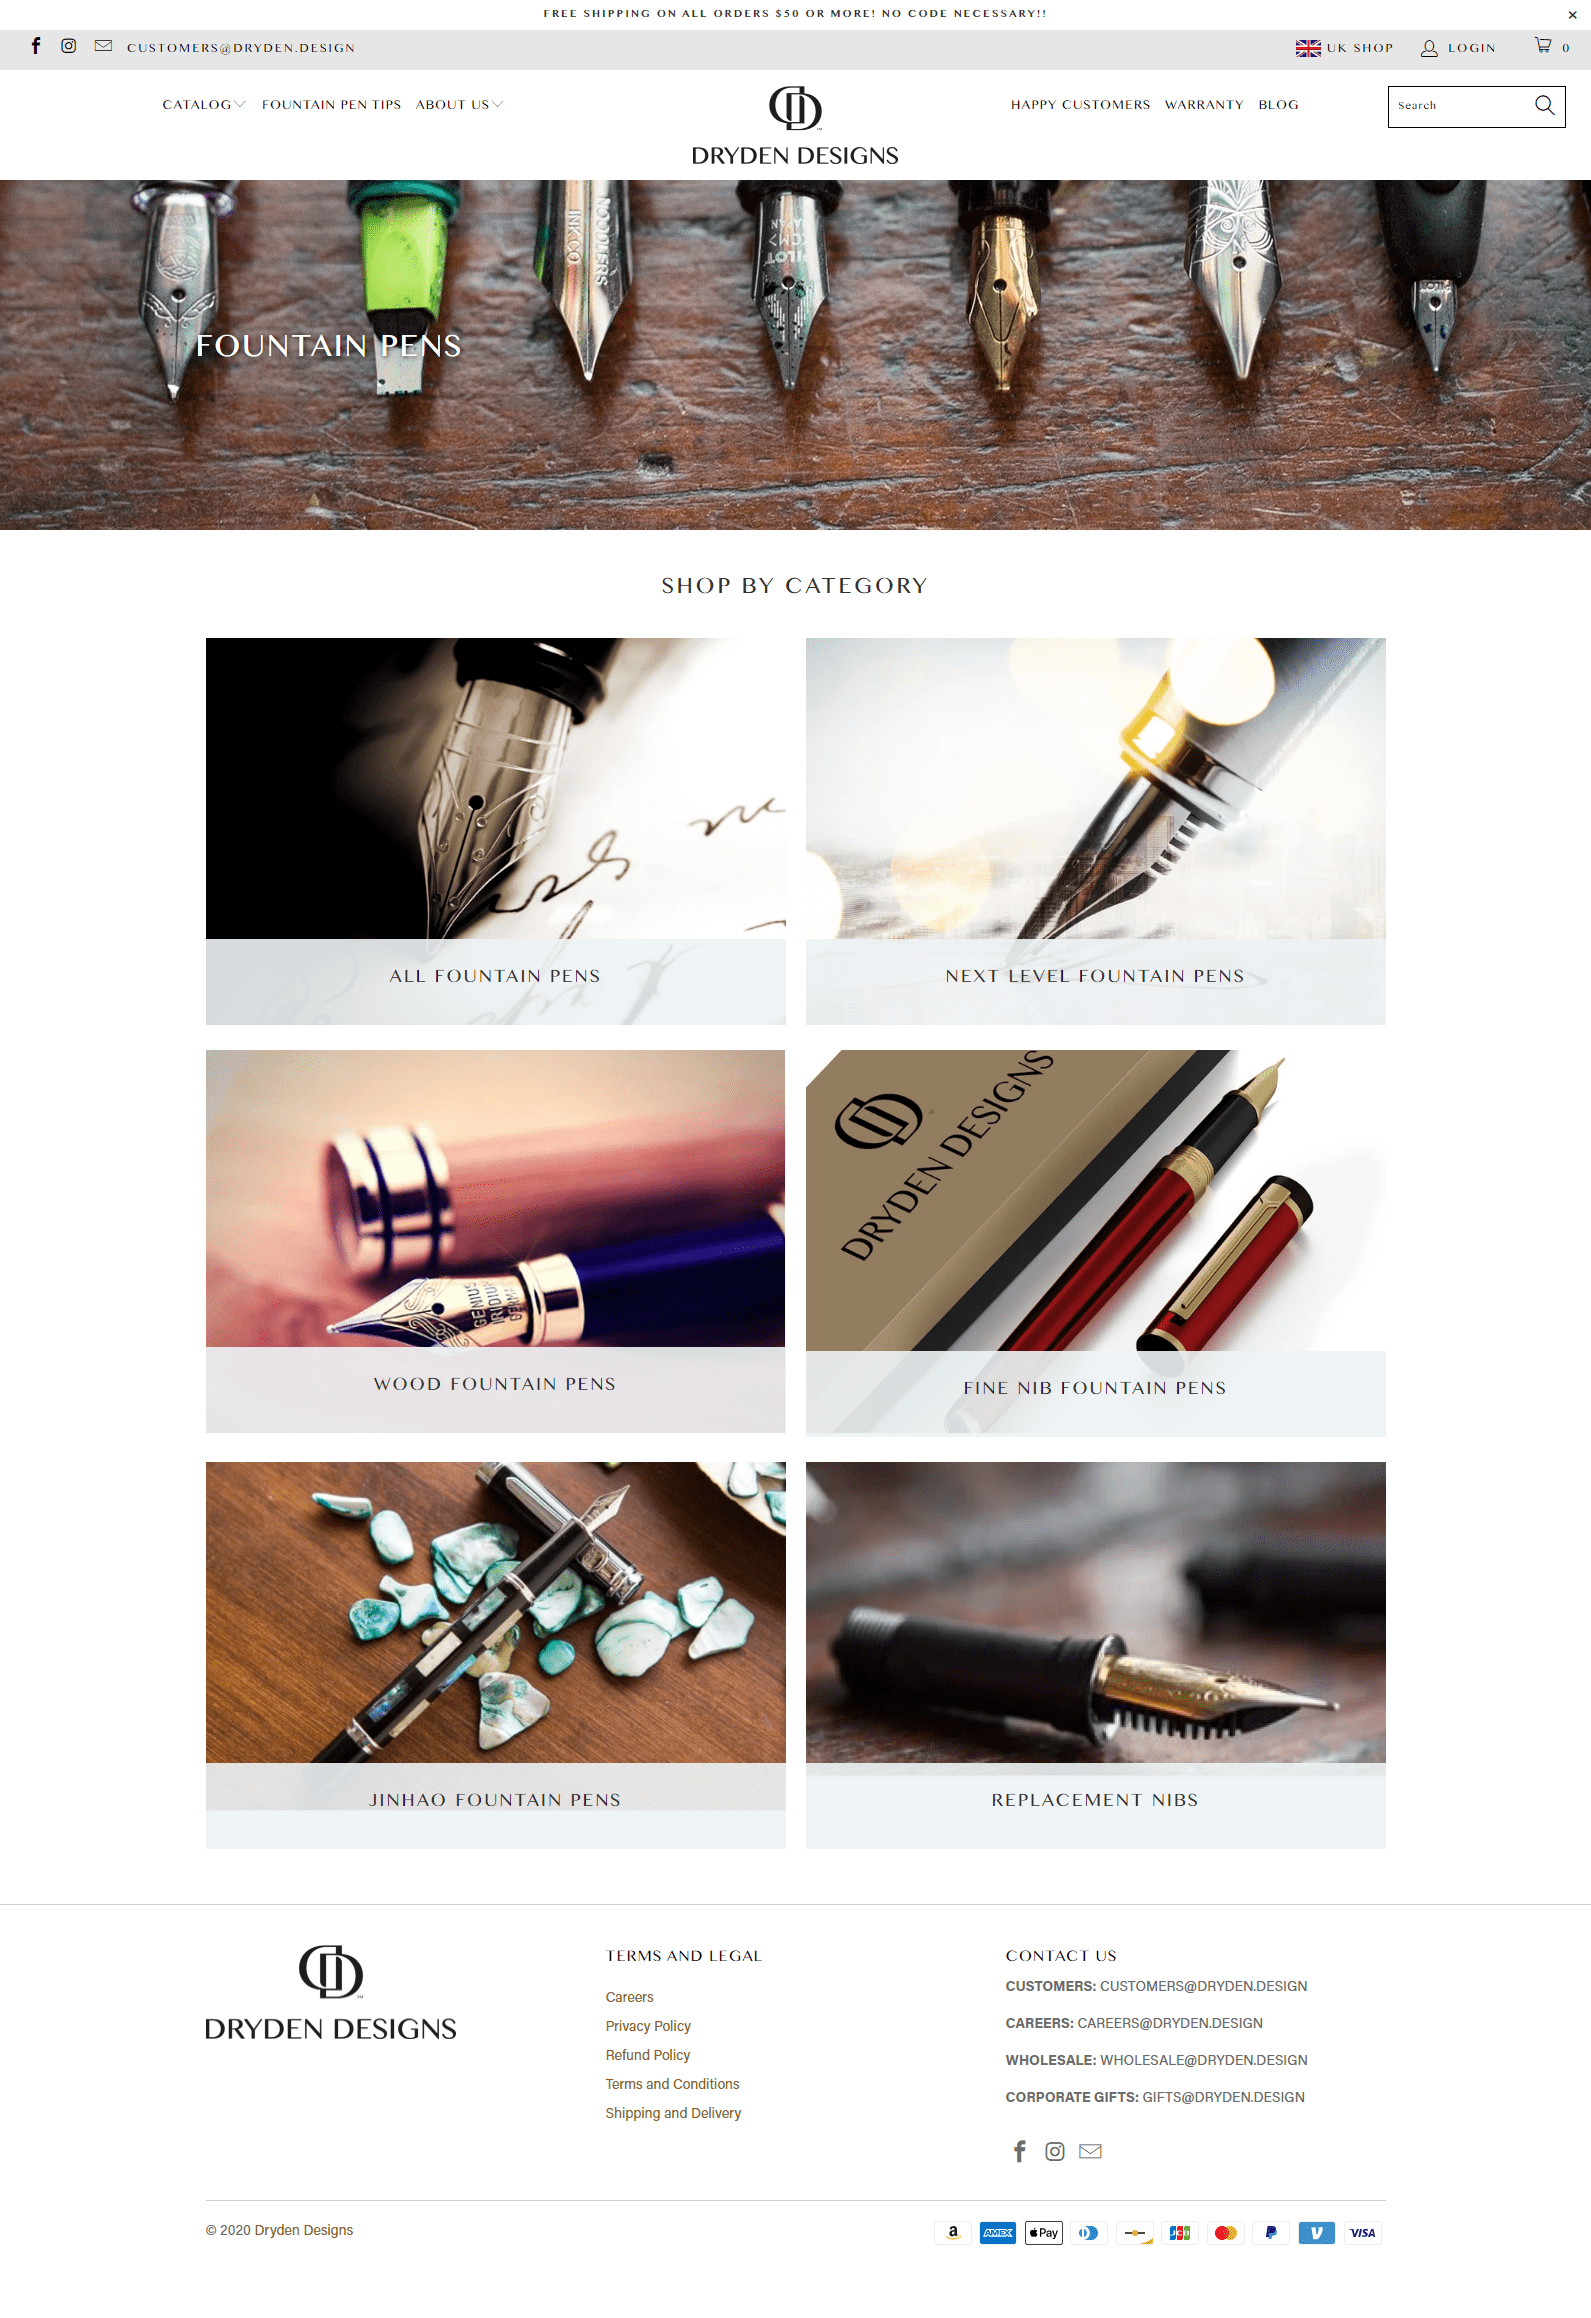 FREE SHIPPING ON ALL ORDERS $50 OR MORE! NO CODE NECESSARY!!
CUSTOMERS@DRYDEN.DESIGN
UK SHOP
LOGIN
0
CATALOG
FOUNTAIN PEN TIPS
ABOUT US
DRYDEN DESIGNS
HAPPY CUSTOMERS
WARRANTY
BLOG
Search
FOUNTAIN PENS
SHOP BY CATEGORY
ALL FOUNTAIN PENS
NEXT LEVEL FOUNTAIN PENS
GENIUS
DRYDEN DESIGNS
WOOD FOUNTAIN PENS
FINE NIB FOUNTAIN PENS
JINHAO FOUNTAIN PENS
REPLACEMENT NIBS
DRYDEN DESIGNS
TERMS AND LEGAL
Careers
Privacy Policy
Refund Policy
Terms and Conditions
Shipping and Delivery
CONTACT US
CUSTOMERS: CUSTOMERS@DRYDEN.DESIGN
CAREERS: CAREERS@DRYDEN.DESIGN
WHOLESALE: WHOLESALE@DRYDEN.DESIGN
CORPORATE GIFTS: GIFTS@DRYDEN.DESIGN
© 2020 Dryden Designs
AMEX
Pay
JCB
VISA